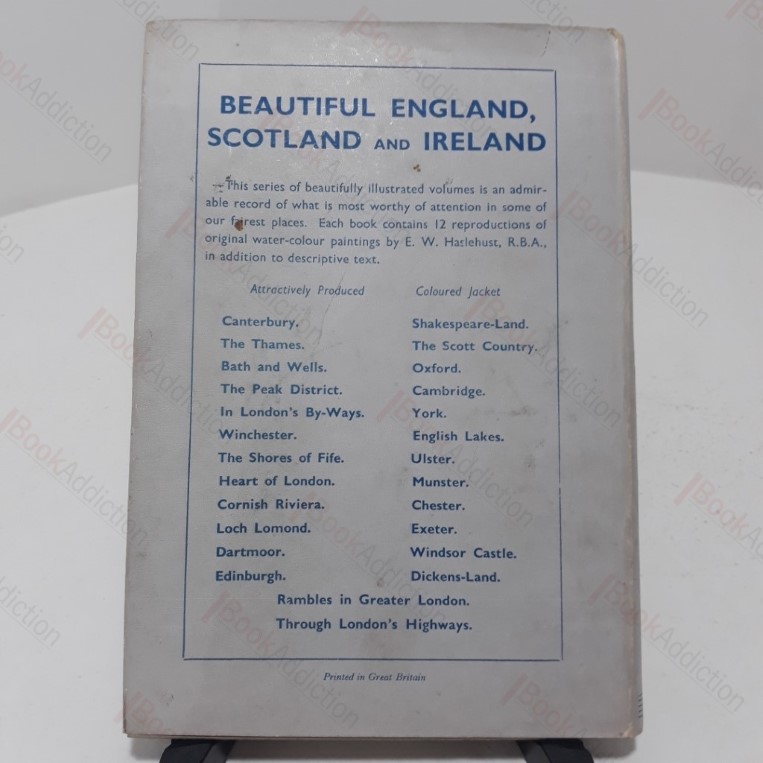 BEAUTIFUL ENGLAND,
SCOTLAND AND IRELAND
This series of beautifully illustrated volumes is an admir-
able record of what is most worthy of attention in some of
our fairest places. Each book contains 12 reproductions of
original water-colour paintings by E. W. Haslehust, R.B.A.,
in addition to descriptive text.
Attractively Produced Coloured Jacket
Canterbury. Shakespeare-Land.
The Thames. The Scott Country.
Bath and Wells. Oxford.
The Peak District. Cambridge.
In London's By-Ways. York.
Winchester. English Lakes.
The Shores of Fife. Ulster.
Heart of London. Munster.
Cornish Riviera. Chester.
Loch Lomond. Exeter.
Dartmoor. Windsor Castle.
Edinburgh. Dickens-Land.
Rambles in Greater London.
Through London's Highways.
Printed in Great Britain
BookAddiction